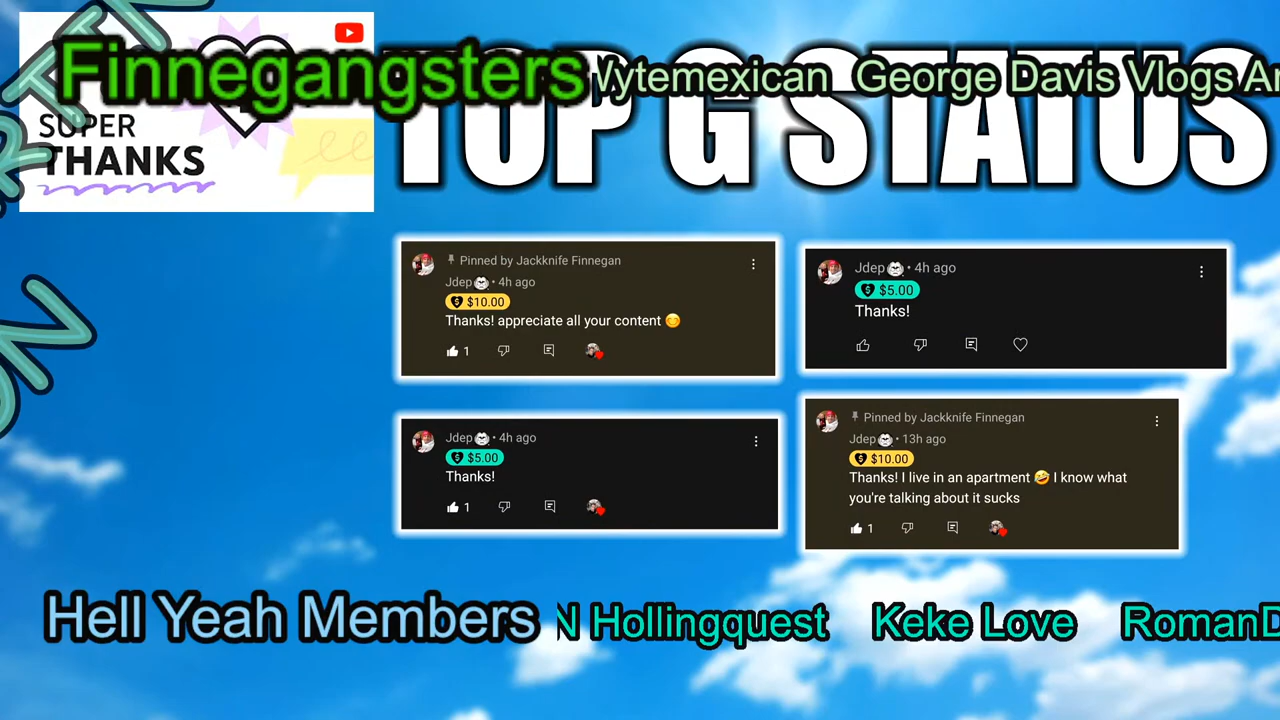 Finnegangsters
Wytemexican George Davis Vlogs
SUPER
THANKS
TOP G STATUS
Pinned by Jackknife Finnegan
Jdep • 4h ago
$10.00
Thanks! appreciate all your content 😊
1
Jdep • 4h ago
$5.00
Thanks!
Jdep • 4h ago
$5.00
Thanks!
1
Pinned by Jackknife Finnegan
Jdep • 13h ago
$10.00
Thanks! I live in an apartment 🤣 I know what
you're talking about it sucks
1
Hell Yeah Members
N Hollingquest Keke Love